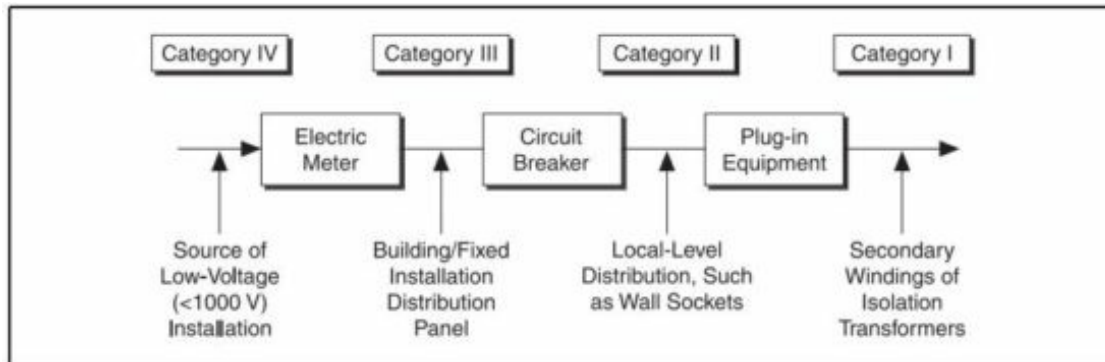 Category IV
Category III
Category II
Category I
Electric
Meter
Circuit
Breaker
Plug-in
Equipment
Source of
Low-Voltage
(<1000 V)
Installation
Building/Fixed
Installation
Distribution
Panel
Local-Level
Distribution, Such
as Wall Sockets
Secondary
Windings of
Isolation
Transformers